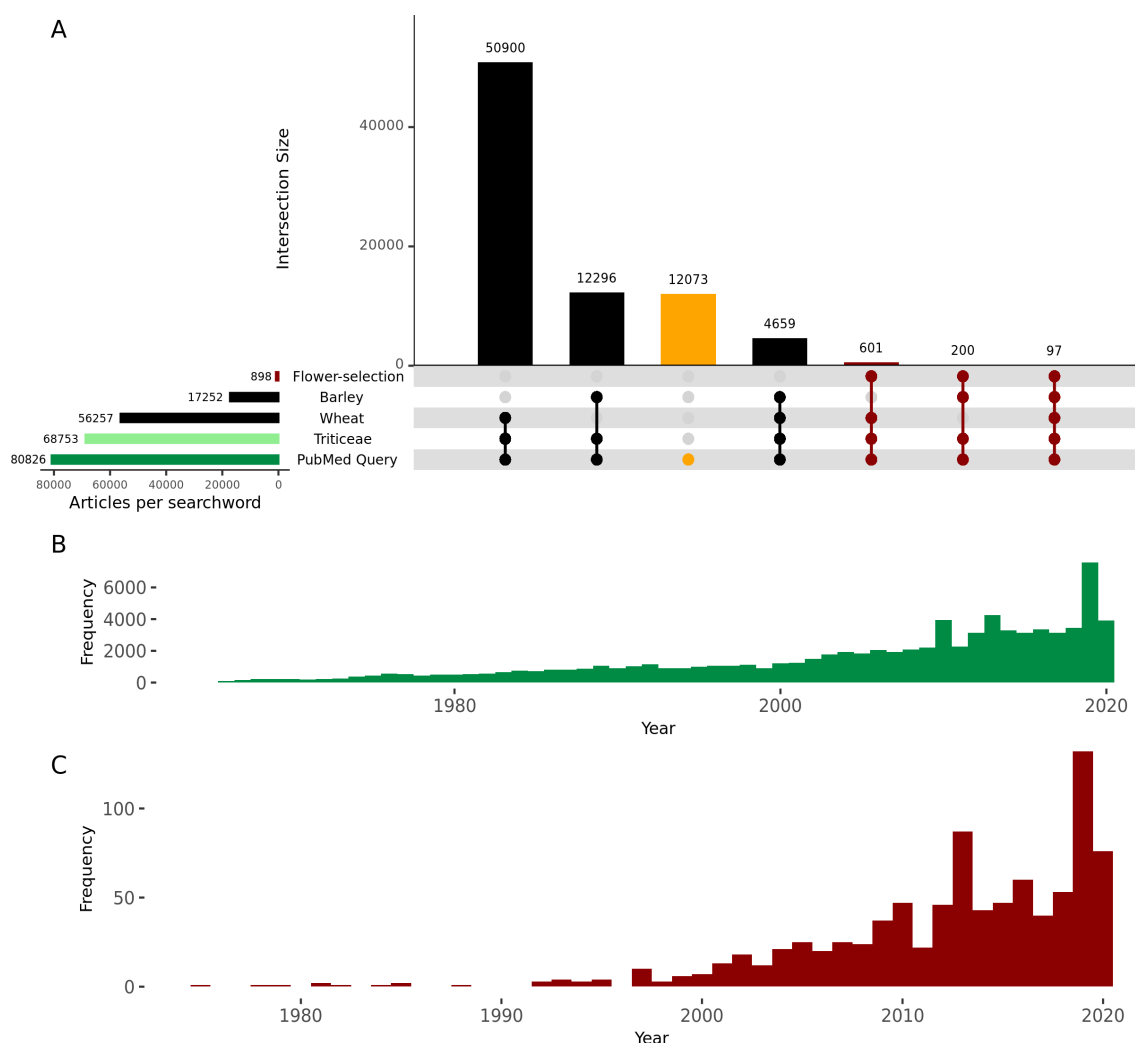 A
Intersection Size
50900
40000
20000
12296
12073
4659
601
200
97
0
898 Flower-selection
17252 Barley
56257 Wheat
68753 Triticeae
80826 PubMed Query
80000 60000 40000 20000 0
Articles per searchword
B
Frequency
6000
4000
2000
0
1980 2000 2020
Year
C
Frequency
100
50
0
1980 1990 2000 2010 2020
Year